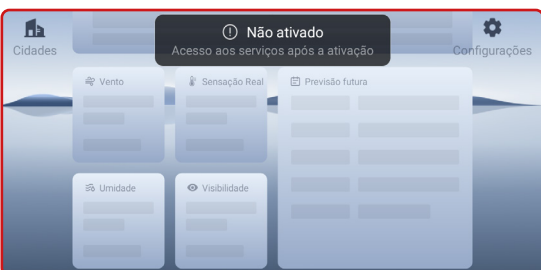 Não ativado
Acesso aos serviços após a ativação
Cidades
Configurações
Vento
Sensação Real
Previsão futura
Umidade
Visibilidade